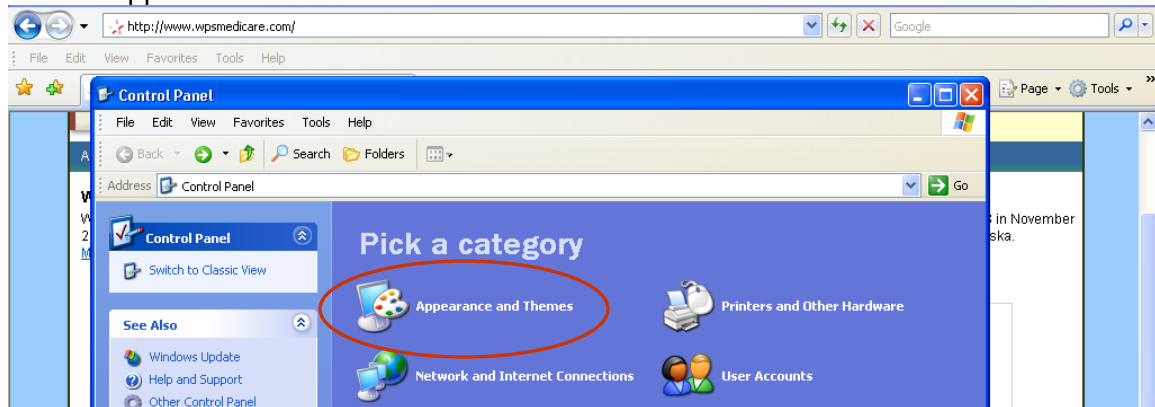 http://www.wpsmedicare.com/
Google
File Edit View Favorites Tools Help
Page Tools »
Control Panel
File Edit View Favorites Tools Help
Back Search Folders
Address Control Panel Go
in November
ska.
Control Panel
Switch to Classic View
See Also
Windows Update
Help and Support
Other Control Panel
Pick a category
Appearance and Themes
Printers and Other Hardware
Network and Internet Connections
User Accounts